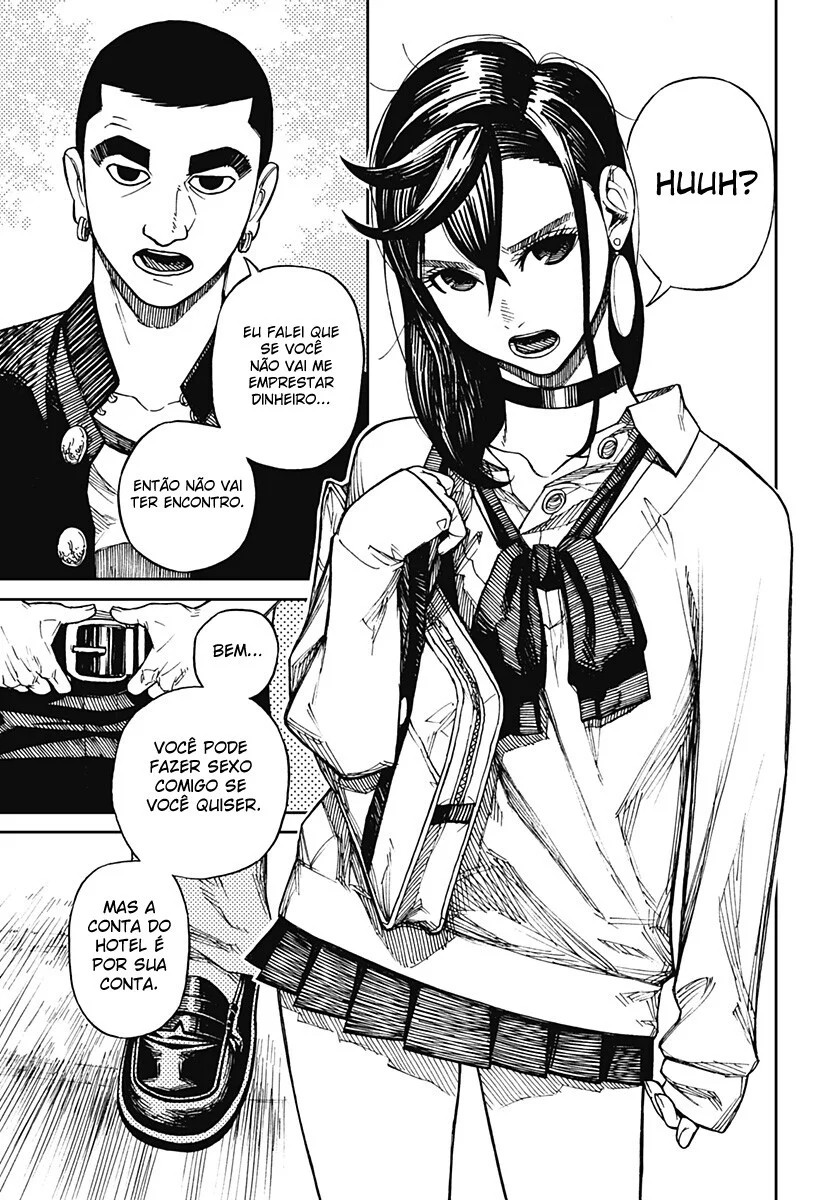 HUUH?
EU FALEI QUE
SE VOCÊ
NÃO VAI ME
EMPRESTAR
DINHEIRO...
ENTÃO NÃO VAI
TER ENCONTRO.
BEM...
VOCÊ PODE
FAZER SEXO
COMIGO SE
VOCÊ QUISER.
MAS A
CONTA DO
HOTEL É
POR SUA
CONTA.